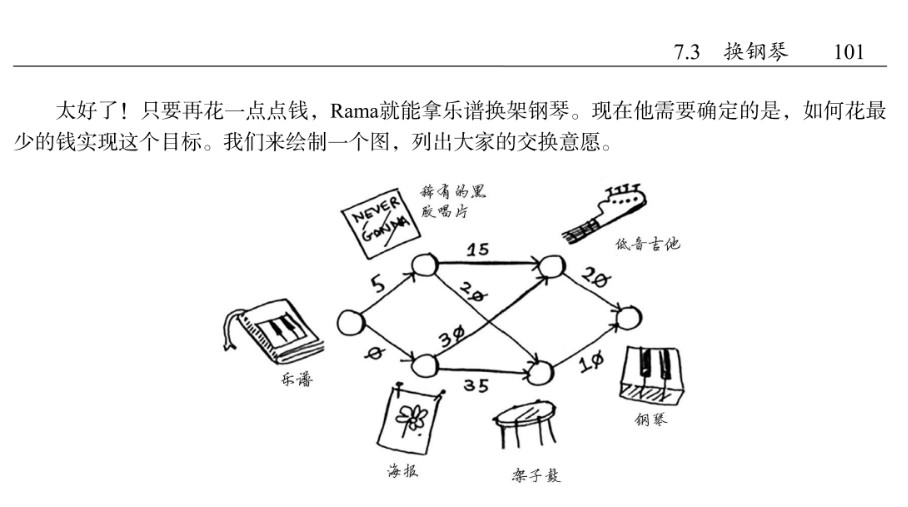 7.3 换钢琴 101
太好了！只要再花一点点钱，Rama就能拿乐谱换架钢琴。现在他需要确定的是，如何花最
少的钱实现这个目标。我们来绘制一个图，列出大家的交换意愿。
稀有的黑
胶唱片
NEVER
GONNA
低音吉他
15
5
20
20
30
0
35
10
乐谱
钢琴
海报
架子鼓